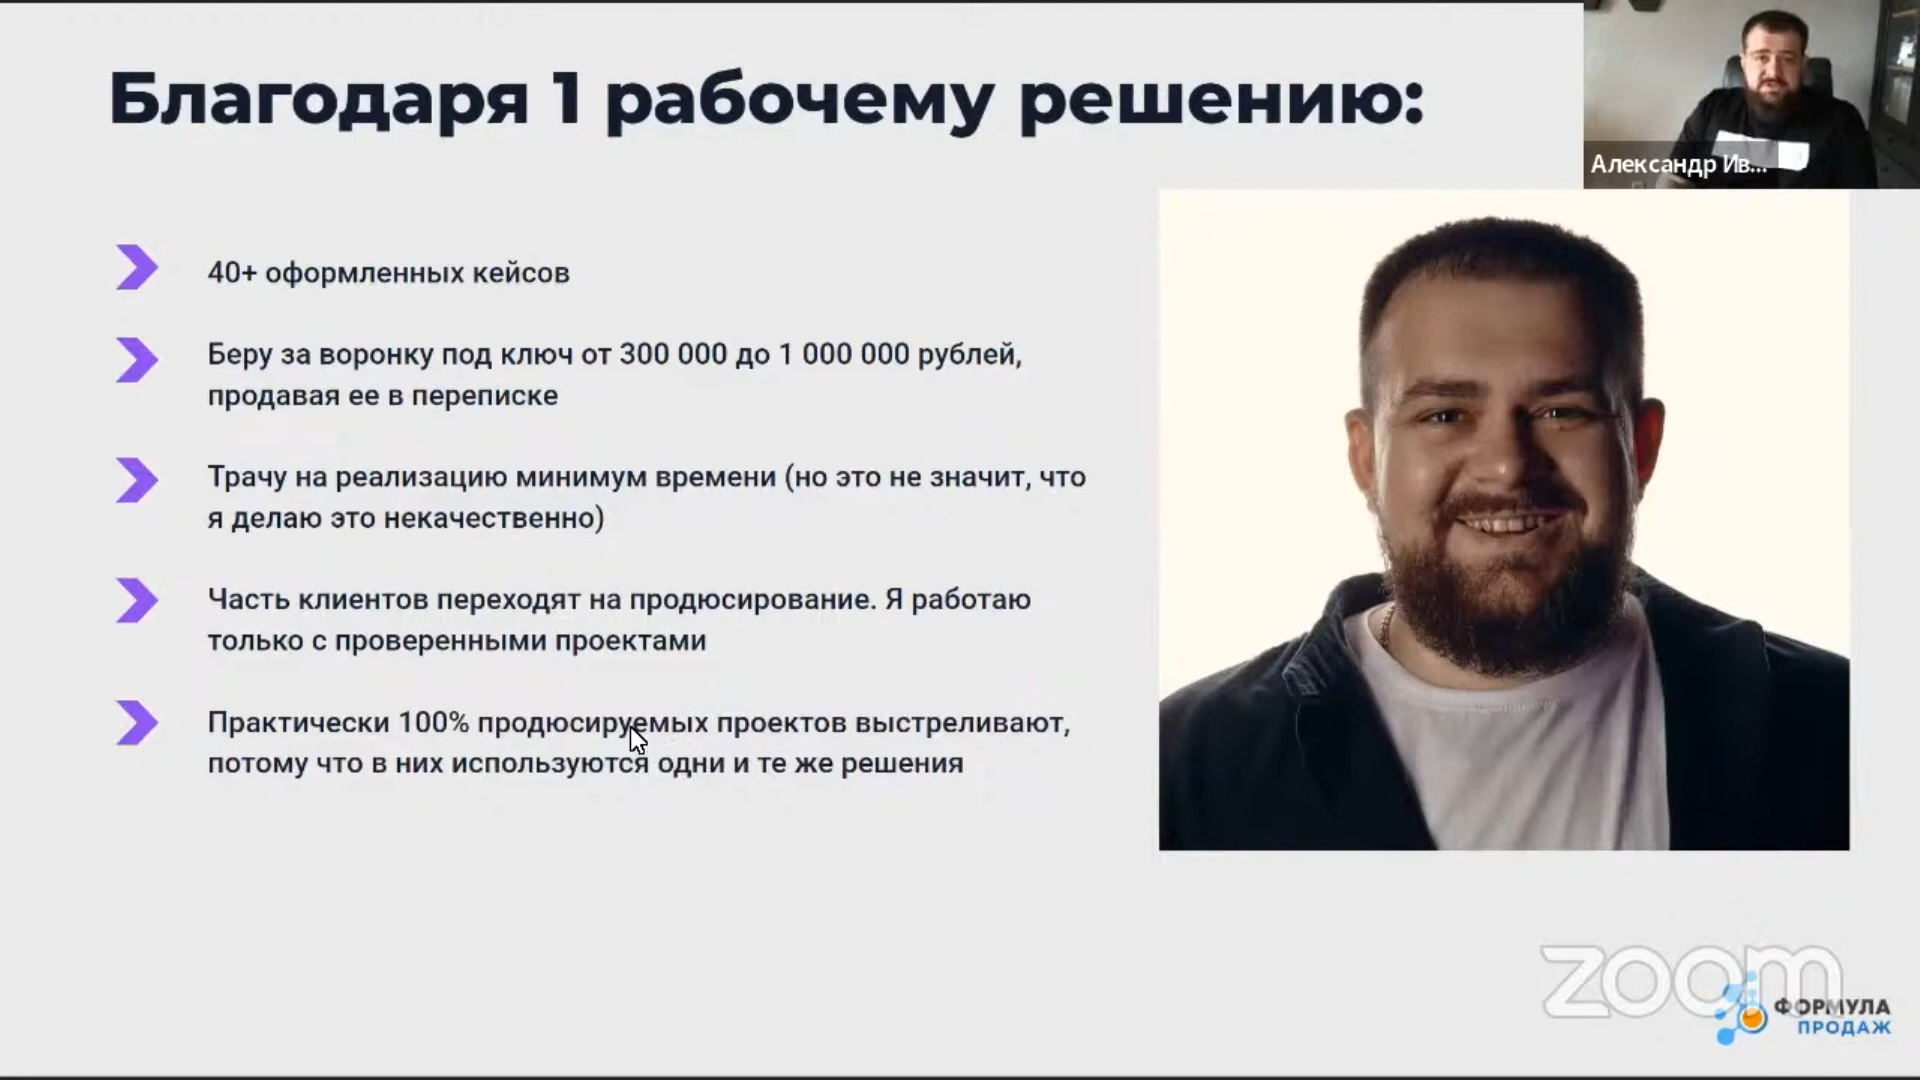 Благодаря 1 рабочему решению:
Александр Ив...
40+ оформленных кейсов
Беру за воронку под ключ от 300 000 до 1 000 000 рублей,
продавая ее в переписке
Трачу на реализацию минимум времени (но это не значит, что
я делаю это некачественно)
Часть клиентов переходят на продюсирование. Я работаю
только с проверенными проектами
Практически 100% продюсируемых проектов выстреливают,
потому что в них используются одни и те же решения
zoom
ФОРМУЛА
ПРОДАЖ